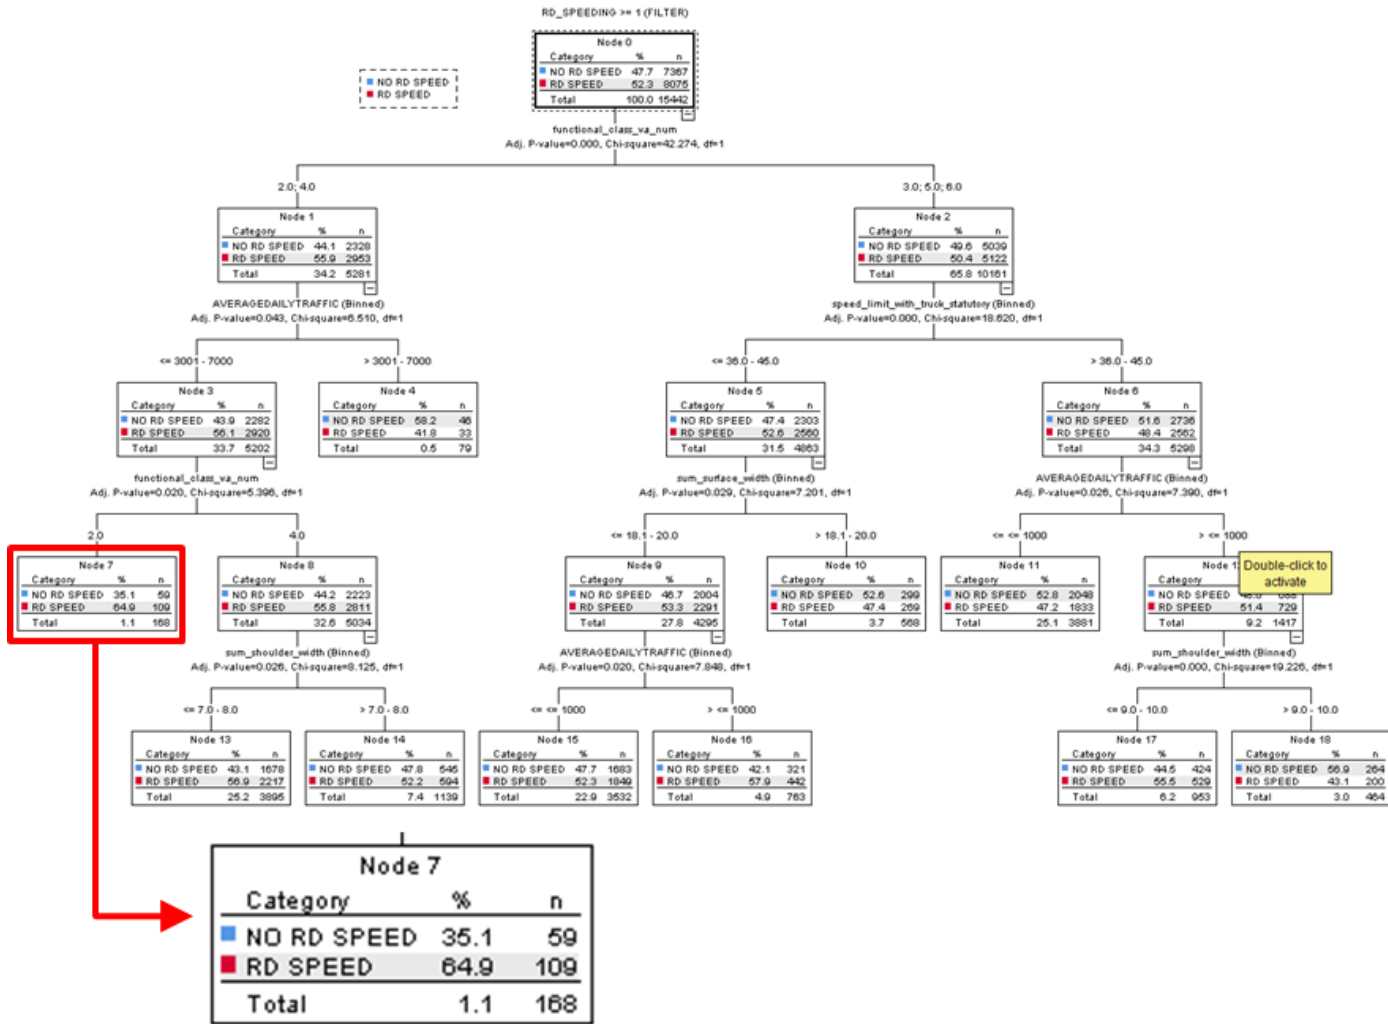 RD_SPEEDING >= 1 (FILTER)
Node 0
Category % n
NO RD SPEED 47.7 7367
RD SPEED 52.3 8075
Total 100.0 15442
NO RD SPEED
RD SPEED
functional_class_va_num
Adj. P-value=0.000, Chi-square=42.274, df=1
2.0; 4.0
3.0; 5.0; 6.0
Node 1
Category % n
NO RD SPEED 44.1 2328
RD SPEED 55.9 2953
Total 34.2 5281
Node 2
Category % n
NO RD SPEED 49.6 5039
RD SPEED 50.4 5122
Total 65.8 10161
AVERAGEDAILYTRAFFIC (Binned)
Adj. P-value=0.043, Chi-square=6.510, df=1
speed_limit_with_truck_statutory (Binned)
Adj. P-value=0.000, Chi-square=18.620, df=1
<= 3001 - 7000
> 3001 - 7000
<= 36.0 - 45.0
> 36.0 - 45.0
Node 3
Category % n
NO RD SPEED 43.9 2282
RD SPEED 56.1 2920
Total 33.7 5202
Node 4
Category % n
NO RD SPEED 58.2 46
RD SPEED 41.8 33
Total 0.5 79
Node 5
Category % n
NO RD SPEED 47.4 2303
RD SPEED 52.6 2560
Total 31.5 4863
Node 6
Category % n
NO RD SPEED 51.6 2736
RD SPEED 48.4 2562
Total 34.3 5298
functional_class_va_num
Adj. P-value=0.020, Chi-square=5.396, df=1
sum_surface_width (Binned)
Adj. P-value=0.029, Chi-square=7.201, df=1
AVERAGEDAILYTRAFFIC (Binned)
Adj. P-value=0.026, Chi-square=7.390, df=1
2.0
4.0
<= 18.1 - 20.0
> 18.1 - 20.0
<= <= 1000
> <= 1000
Node 7
Category % n
NO RD SPEED 35.1 59
RD SPEED 64.9 109
Total 1.1 168
Node 8
Category % n
NO RD SPEED 44.2 2223
RD SPEED 55.8 2811
Total 32.6 5034
Node 9
Category % n
NO RD SPEED 46.7 2004
RD SPEED 53.3 2291
Total 27.8 4295
Node 10
Category % n
NO RD SPEED 52.6 299
RD SPEED 47.4 269
Total 3.7 568
Node 11
Category % n
NO RD SPEED 52.8 2048
RD SPEED 47.2 1833
Total 25.1 3881
Node
Category %
NO RD SPEED
RD SPEED 51.4 729
Total 9.2 1417
Double-click to
activate
sum_shoulder_width (Binned)
Adj. P-value=0.026, Chi-square=8.125, df=1
AVERAGEDAILYTRAFFIC (Binned)
Adj. P-value=0.020, Chi-square=7.848, df=1
sum_shoulder_width (Binned)
Adj. P-value=0.000, Chi-square=19.226, df=1
<= 7.0 - 8.0
> 7.0 - 8.0
<= <= 1000
> <= 1000
<= 9.0 - 10.0
> 9.0 - 10.0
Node 13
Category % n
NO RD SPEED 43.1 1678
RD SPEED 56.9 2217
Total 25.2 3895
Node 14
Category % n
NO RD SPEED 47.8 545
RD SPEED 52.2 594
Total 7.4 1139
Node 15
Category % n
NO RD SPEED 47.7 1683
RD SPEED 52.3 1849
Total 22.9 3532
Node 16
Category % n
NO RD SPEED 42.1 321
RD SPEED 57.9 442
Total 4.9 763
Node 17
Category % n
NO RD SPEED 44.5 424
RD SPEED 55.5 529
Total 6.2 953
Node 18
Category % n
NO RD SPEED 56.9 264
RD SPEED 43.1 200
Total 3.0 464
Node 7
Category % n
NO RD SPEED 35.1 59
RD SPEED 64.9 109
Total 1.1 168